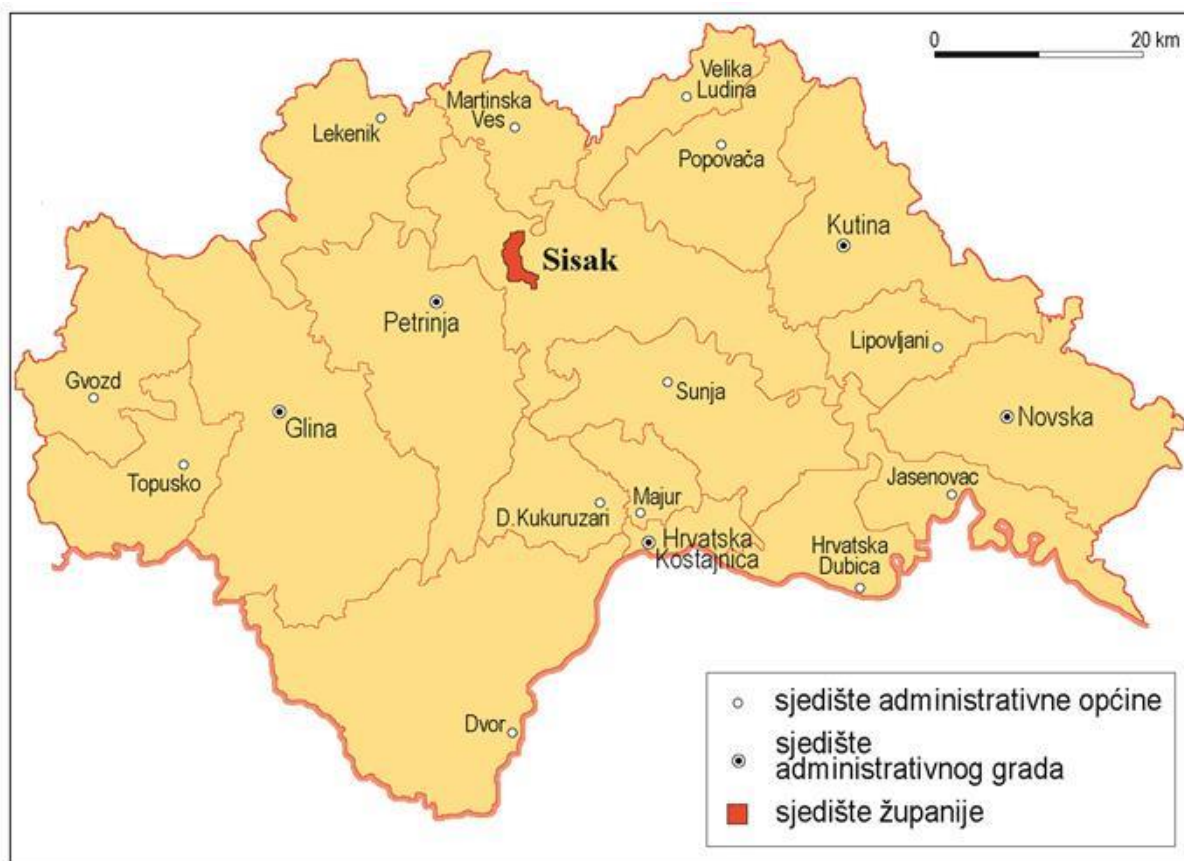 0 20 km
Velika
Ludina
Martinska
Ves
Lekenik
Popovača
Kutina
Sisak
Petrinja
Lipovljani
Gvozd
Sunja
Glina
Novska
Topusko
Jasenovac
D.Kukuruzari
Majur
Hrvatska
Kostajnica
Hrvatska
Dubica
Dvor
sjedište administrativne općine
sjedište
administrativnog grada
sjedište županije